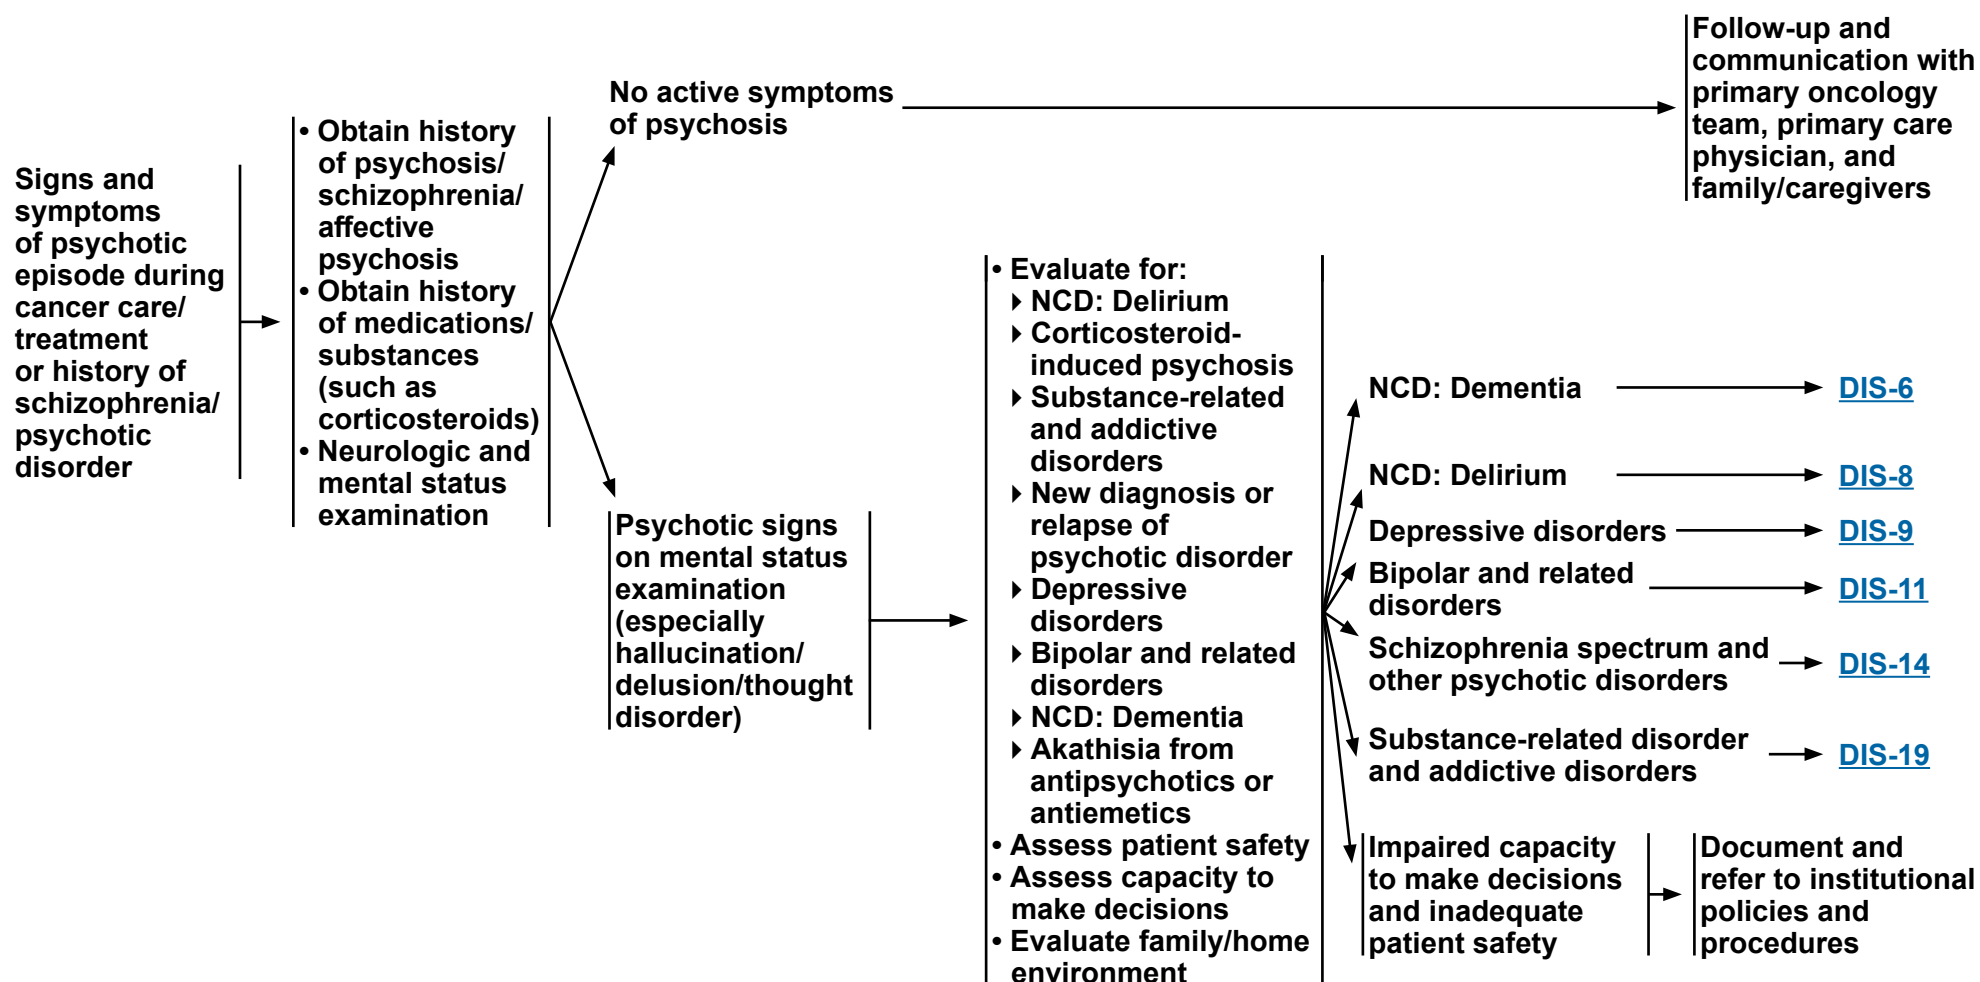 Signs and
symptoms
of psychotic
episode during
cancer care/
treatment
or history of
schizophrenia/
psychotic
disorder
• Obtain history
of psychosis/
schizophrenia/
affective
psychosis
• Obtain history
of medications/
substances
(such as
corticosteroids)
• Neurologic and
mental status
examination
No active symptoms
of psychosis
Follow-up and
communication with
primary oncology
team, primary care
physician, and
family/caregivers
Psychotic signs
on mental status
examination
(especially
hallucination/
delusion/thought
disorder)
• Evaluate for:
‣ NCD: Delirium
‣ Corticosteroid-
induced psychosis
‣ Substance-related
and addictive
disorders
‣ New diagnosis or
relapse of
psychotic disorder
‣ Depressive
disorders
‣ Bipolar and related
disorders
‣ NCD: Dementia
‣ Akathisia from
antipsychotics or
antiemetics
• Assess patient safety
• Assess capacity to
make decisions
• Evaluate family/home
environment
NCD: Dementia
DIS-6
NCD: Delirium
DIS-8
Depressive disorders
DIS-9
Bipolar and related
disorders
DIS-11
Schizophrenia spectrum and
other psychotic disorders
DIS-14
Substance-related disorder
and addictive disorders
DIS-19
Impaired capacity
to make decisions
and inadequate
patient safety
Document and
refer to institutional
policies and
procedures